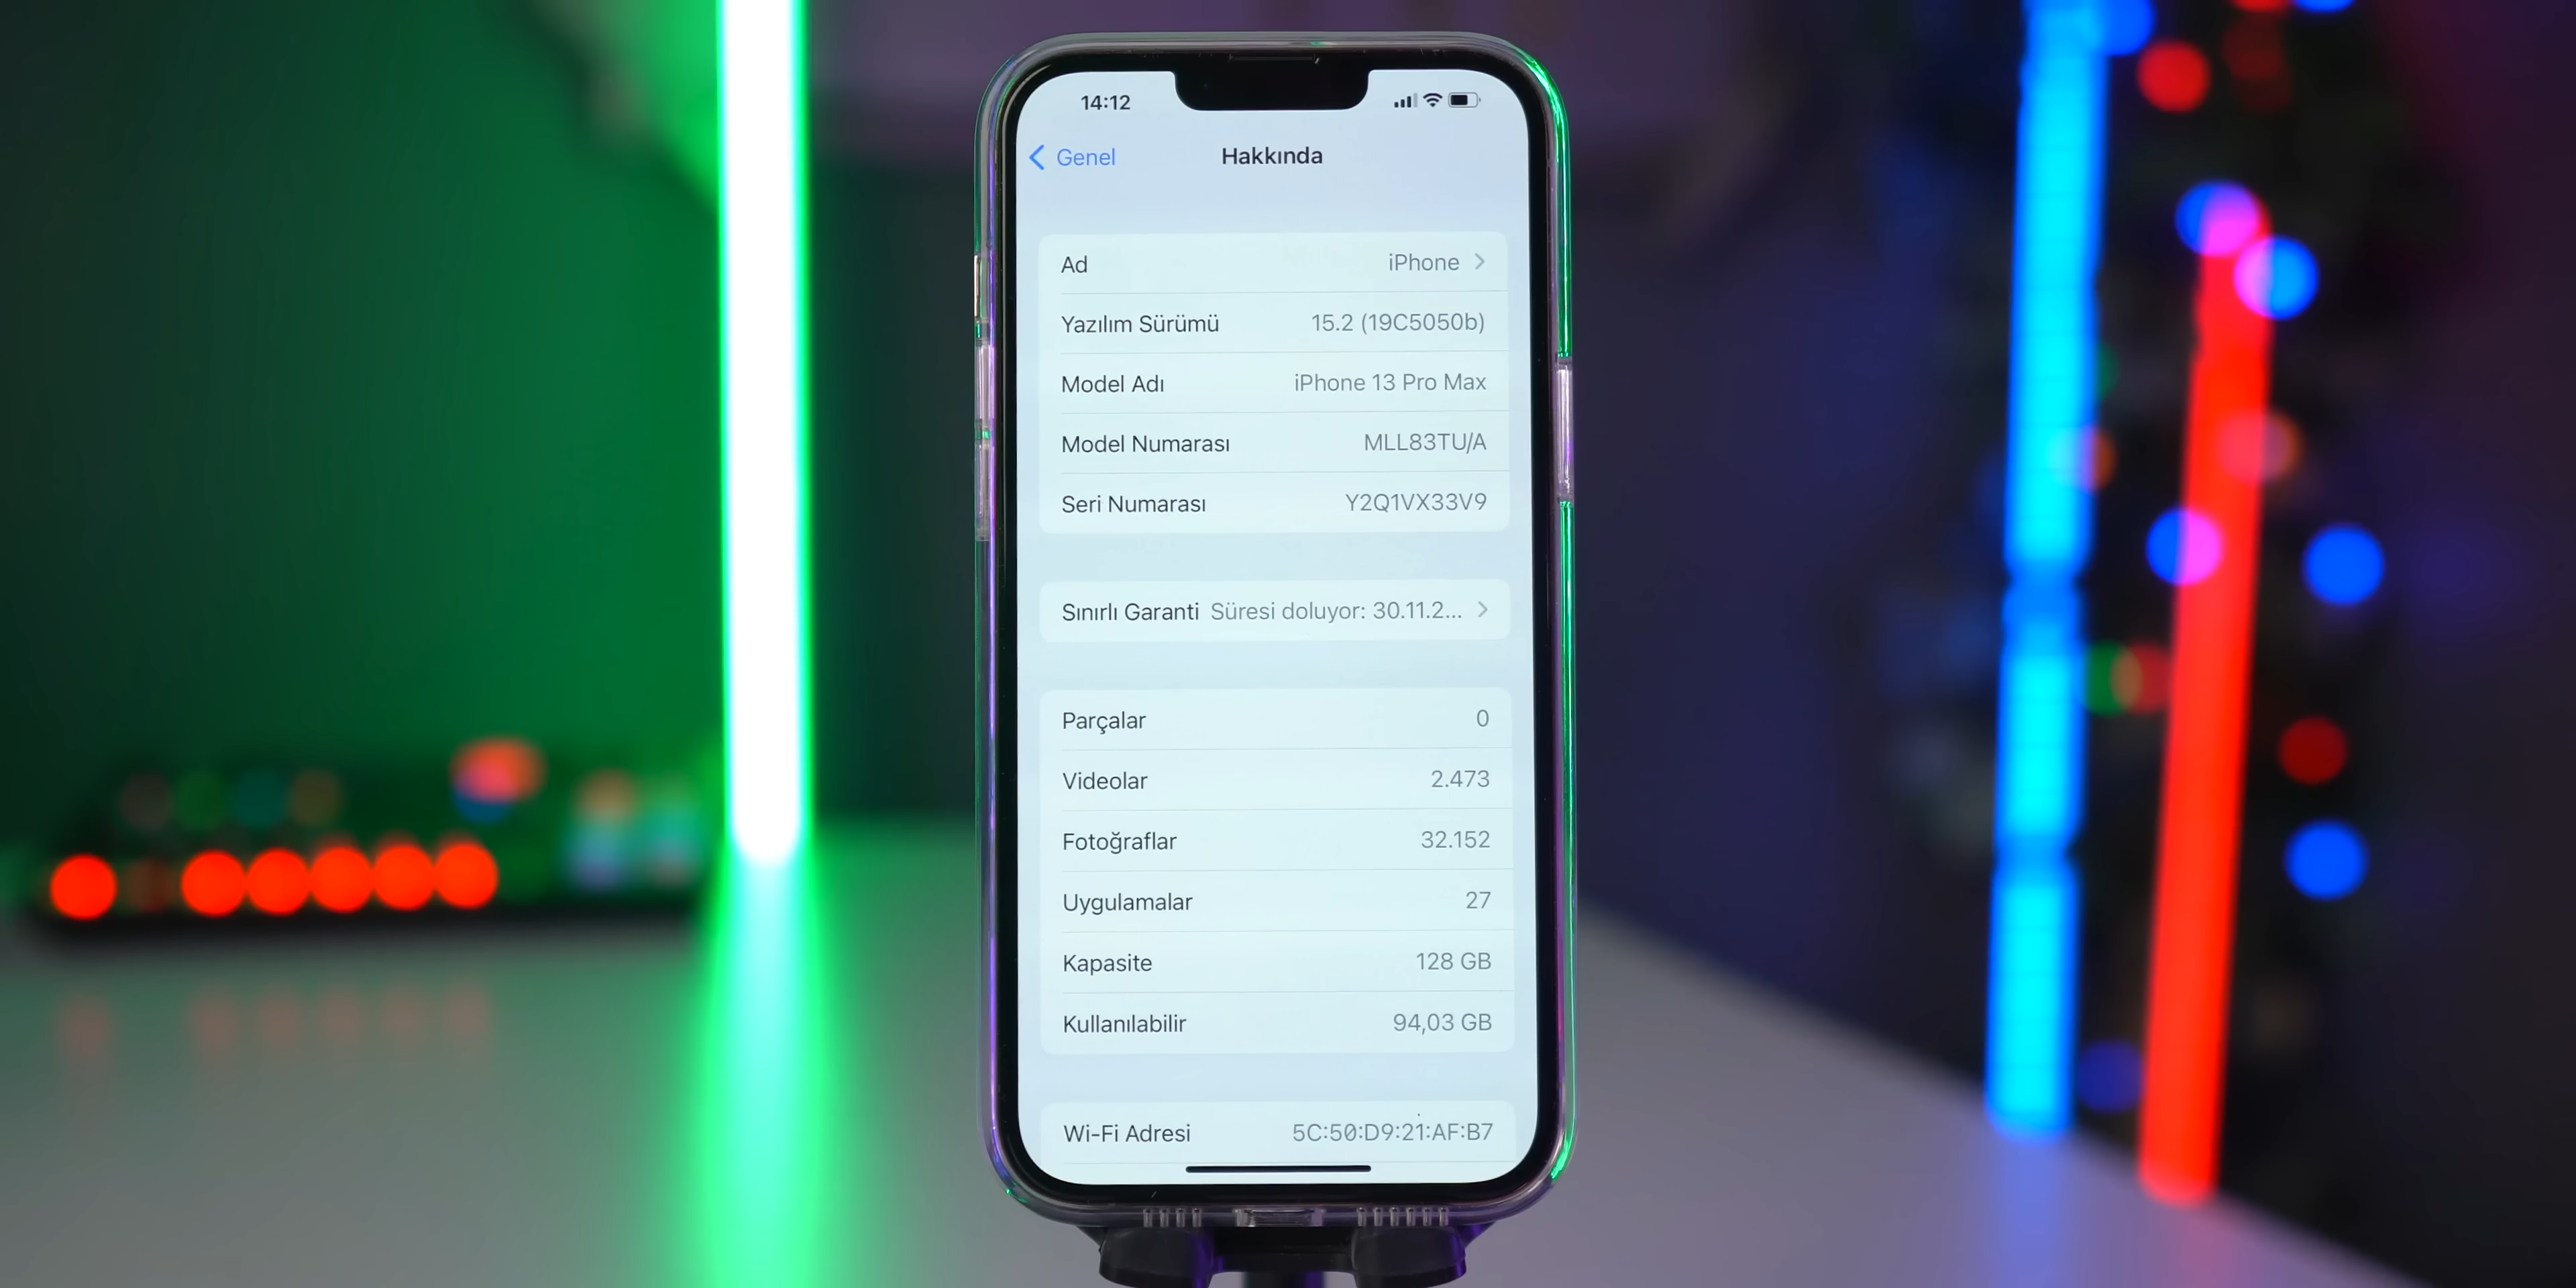 14:12
Genel
Hakkında
Ad iPhone
Yazılım Sürümü 15.2 (19C5050b)
Model Adı iPhone 13 Pro Max
Model Numarası MLL83TU/A
Seri Numarası Y2Q1VX33V9
Sınırlı Garanti Süresi doluyor: 30.11.2...
Parçalar 0
Videolar 2.473
Fotoğraflar 32.152
Uygulamalar 27
Kapasite 128 GB
Kullanılabilir 94,03 GB
Wi-Fi Adresi 5C:50:D9:21:AF:B7